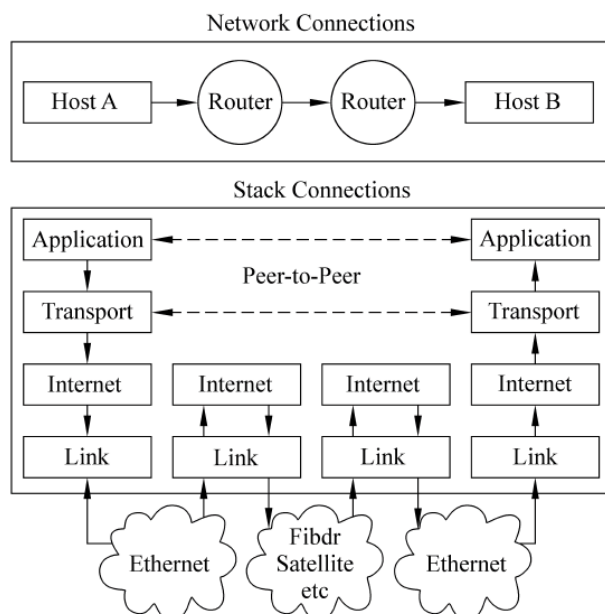 Network Connections
Host A Router Router Host B
Stack Connections
Application Application
Peer-to-Peer
Transport Transport
Internet Internet Internet Internet
Link Link Link Link
Ethernet Fibdr Ethernet
Satellite
etc